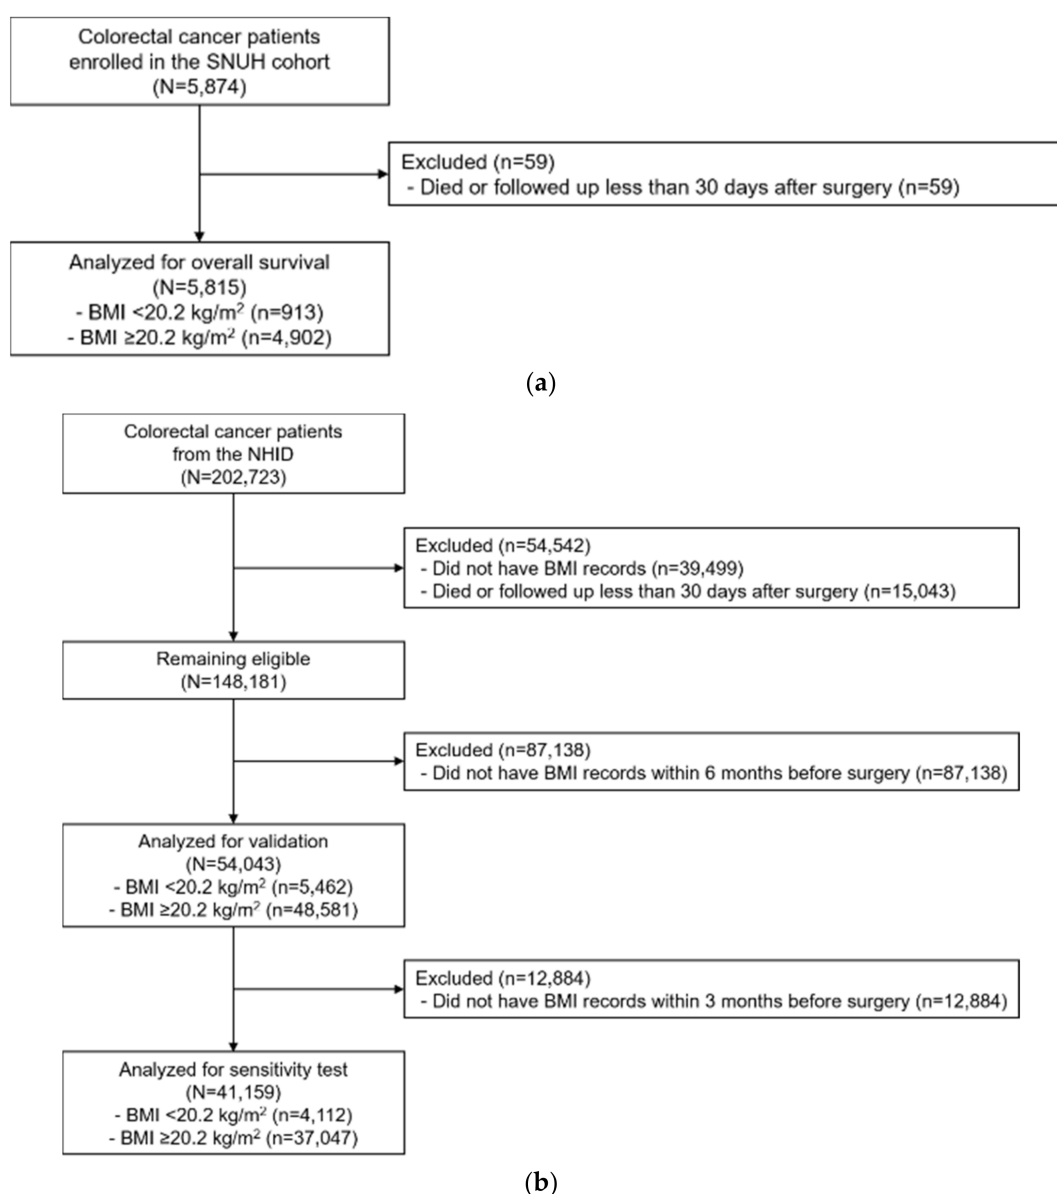 Colorectal cancer patients
enrolled in the SNUH cohort
(N=5,874)
Excluded (n=59)
- Died or followed up less than 30 days after surgery (n=59)
Analyzed for overall survival
(N=5,815)
- BMI <20.2 kg/m² (n=913)
- BMI ≥20.2 kg/m² (n=4,902)
(a)
Colorectal cancer patients
from the NHID
(N=202,723)
Excluded (n=54,542)
- Did not have BMI records (n=39,499)
- Died or followed up less than 30 days after surgery (n=15,043)
Remaining eligible
(N=148,181)
Excluded (n=87,138)
- Did not have BMI records within 6 months before surgery (n=87,138)
Analyzed for validation
(N=54,043)
- BMI <20.2 kg/m² (n=5,462)
- BMI ≥20.2 kg/m² (n=48,581)
Excluded (n=12,884)
- Did not have BMI records within 3 months before surgery (n=12,884)
Analyzed for sensitivity test
(N=41,159)
- BMI <20.2 kg/m² (n=4,112)
- BMI ≥20.2 kg/m² (n=37,047)
(b)